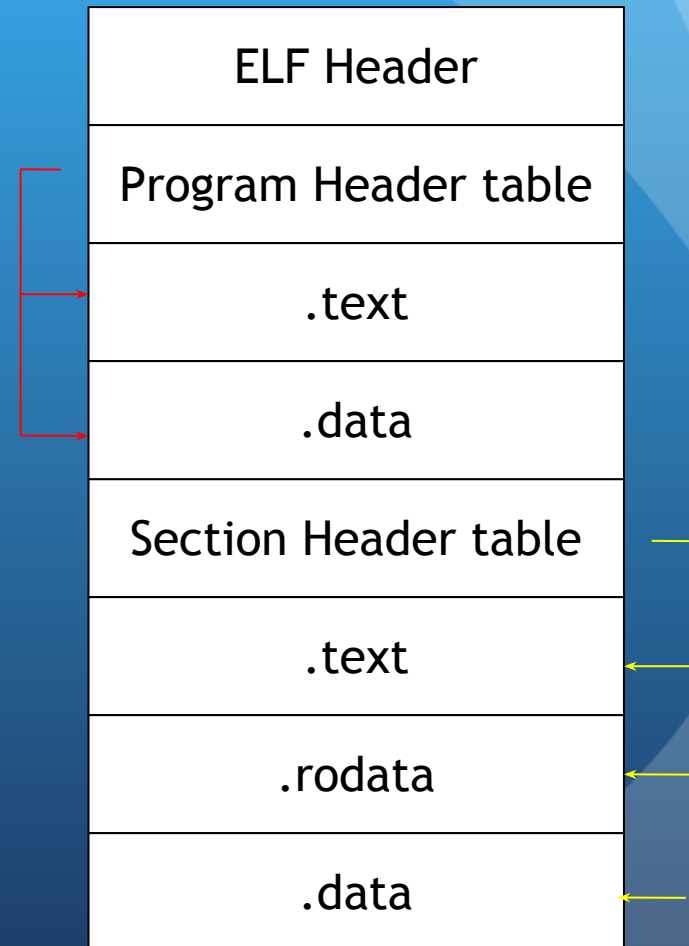 ELF Header
Program Header table
.text
.data
Section Header table
.text
.rodata
.data